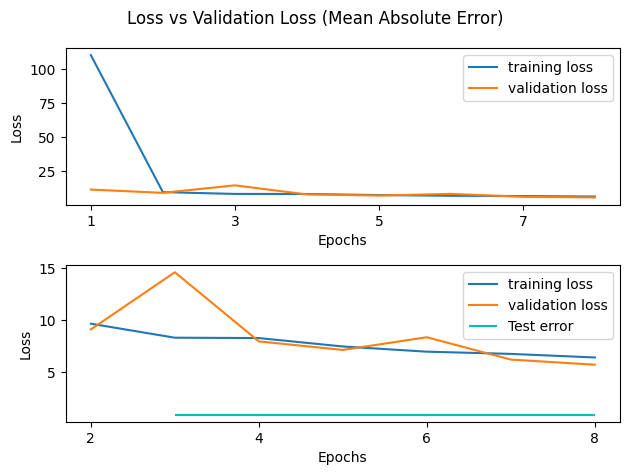 Loss vs Validation Loss (Mean Absolute Error)
100
75
50
25
Loss
training loss
validation loss
1
3
5
7
Epochs
15
10
5
Loss
training loss
validation loss
Test error
2
4
6
8
Epochs